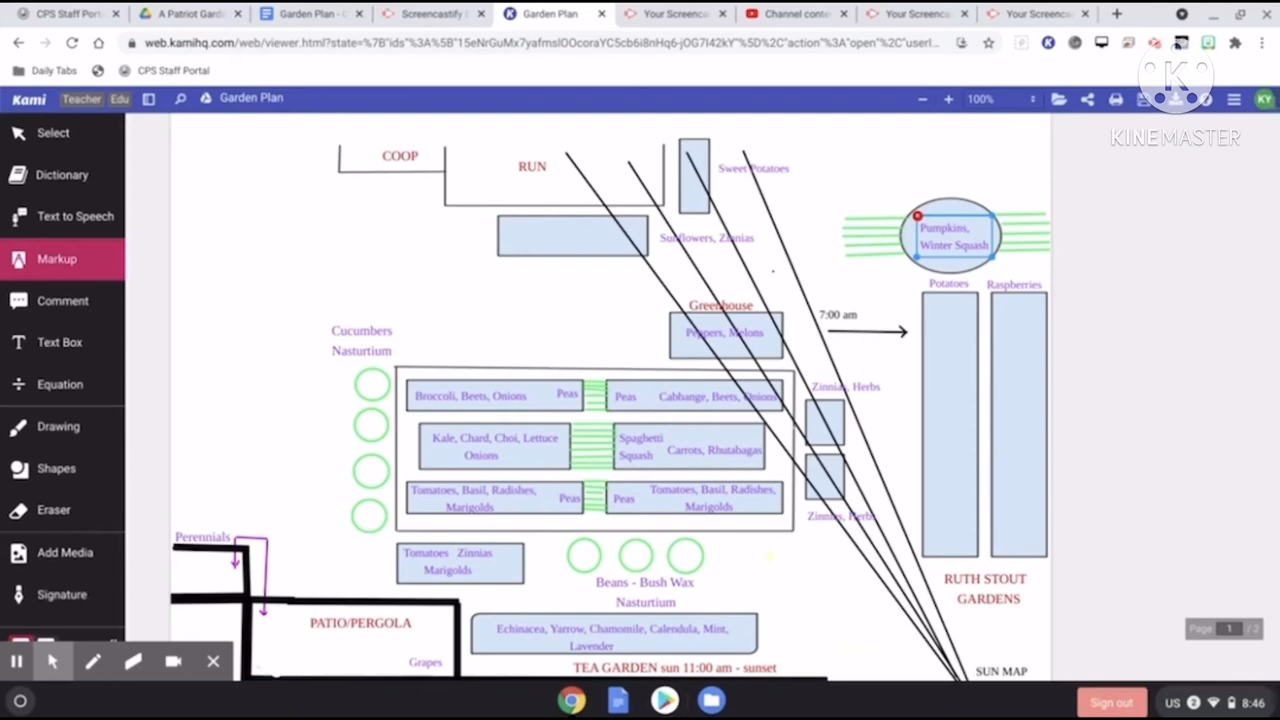 CPS Staff Port
A Patriot Gard
Garden Plan - G
Screencastify
Garden Plan
Your Screenca
Channel conte
Your Screenca
Your Screenca
Daily Tabs
CPS Staff Portal
Kami
Teacher
Edu
Garden Plan
100%
KY
KINEMASTER
Select
Dictionary
Text to Speech
Markup
Comment
Text Box
Equation
Drawing
Shapes
Eraser
Add Media
Signature
COOP
RUN
Sweet Potatoes
Sunflowers, Zinnias
Pumpkins,
Winter Squash
Potatoes
Raspberries
Greenhouse
Peppers, Melons
7:00 am
Cucumbers
Nasturtium
Broccoli, Beets, Onions
Peas
Peas
Cabbange, Beets, Onions
Zinnias, Herbs
Kale, Chard, Choi, Lettuce
Onions
Spaghetti
Squash
Carrots, Rhutabagas
Tomatoes, Basil, Radishes,
Marigolds
Peas
Peas
Tomatoes, Basil, Radishes,
Marigolds
Zinnias, Herbs
Perennials
Tomatoes Zinnias
Marigolds
Beans - Bush Wax
Nasturtium
RUTH STOUT
GARDENS
PATIO/PERGOLA
Grapes
Echinacea, Yarrow, Chamomile, Calendula, Mint,
Lavender
TEA GARDEN sun 11:00 am - sunset
SUN MAP
Page 1 / 2
Sign out
US
2
8:46